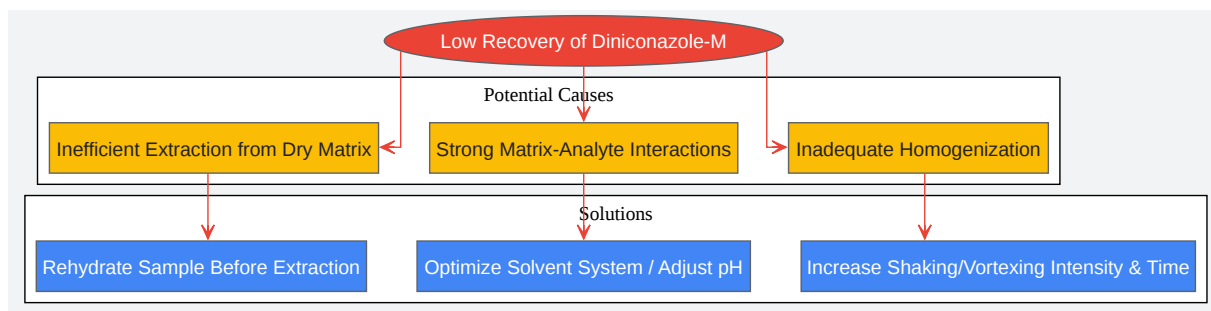 Low Recovery of Diniconazole-M
Potential Causes
Inefficient Extraction from Dry Matrix
Strong Matrix-Analyte Interactions
Inadequate Homogenization
Solutions
Rehydrate Sample Before Extraction
Optimize Solvent System / Adjust pH
Increase Shaking/Vortexing Intensity & Time